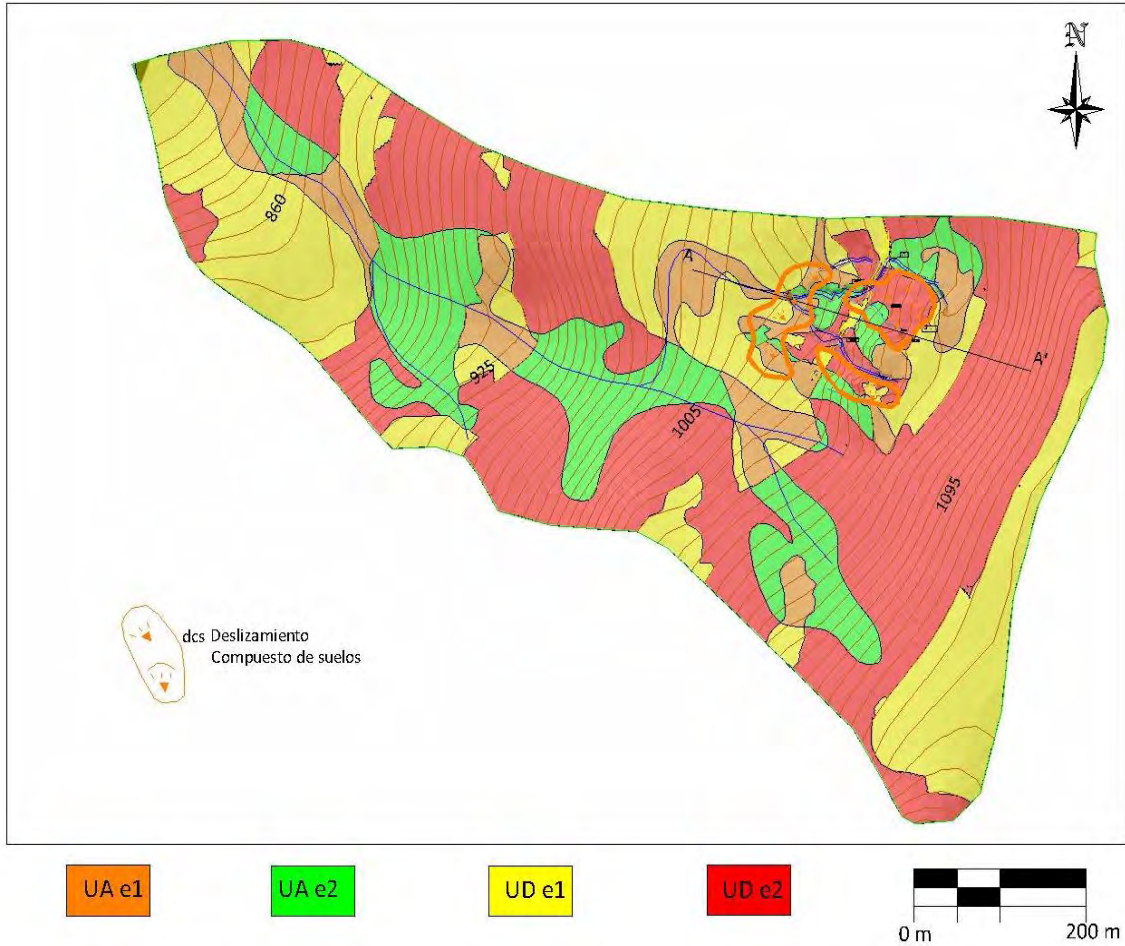 N
860
A
A'
925
1005
1095
dcs Deslizamiento
Compuesto de suelos
UA e1
UA e2
UD e1
UD e2
0 m
200 m